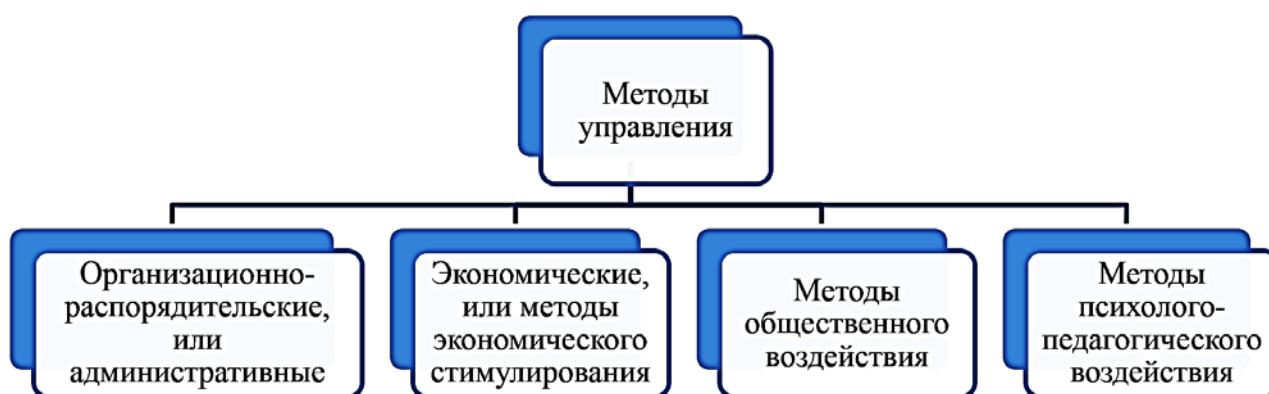 Методы
управления
Организационно-
распорядительские,
или
административные
Экономические,
или методы
экономического
стимулирования
Методы
общественного
воздействия
Методы
психолого-
педагогического
воздействия